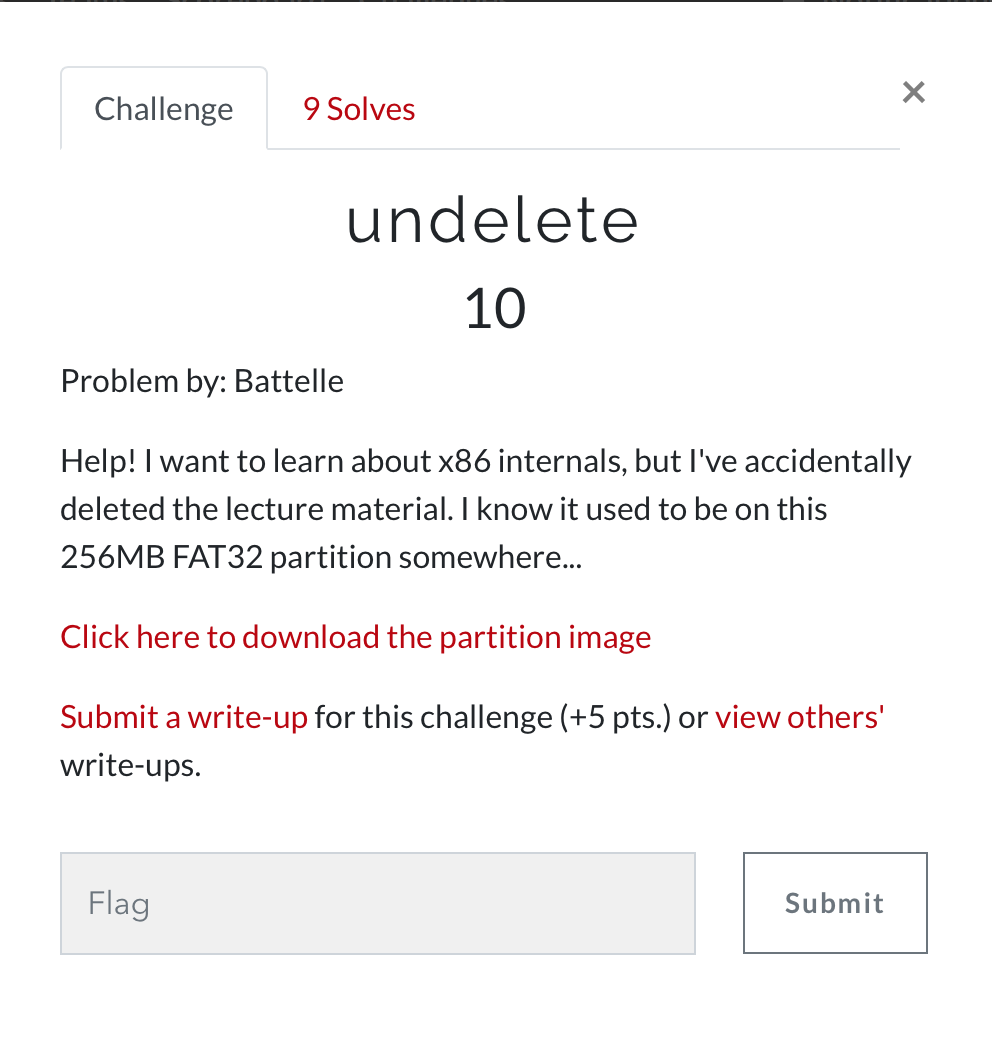 Challenge
9 Solves
×
undelete
10
Problem by: Battelle
Help! I want to learn about x86 internals, but I've accidentally
deleted the lecture material. I know it used to be on this
256MB FAT32 partition somewhere...
Click here to download the partition image
Submit a write-up for this challenge (+5 pts.) or view others'
write-ups.
Flag
Submit